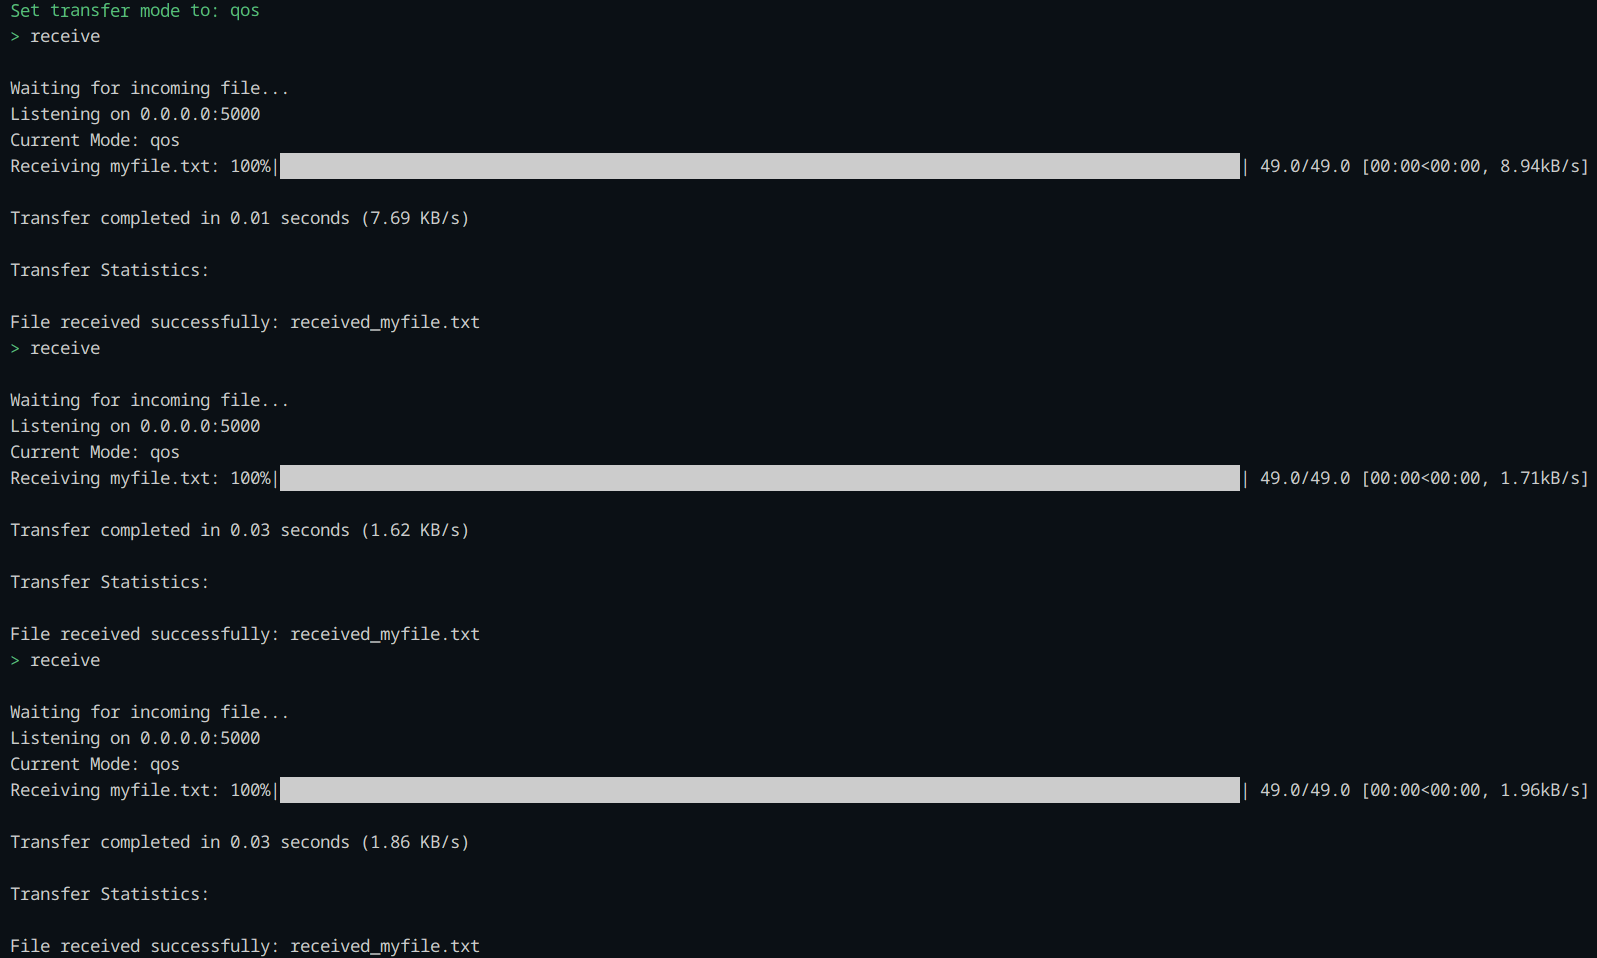 Set transfer mode to: qos
> receive
Waiting for incoming file...
Listening on 0.0.0.0:5000
Current Mode: qos
Receiving myfile.txt: 100%| | 49.0/49.0 [00:00<00:00, 8.94kB/s]
Transfer completed in 0.01 seconds (7.69 KB/s)
Transfer Statistics:
File received successfully: received_myfile.txt
> receive
Waiting for incoming file...
Listening on 0.0.0.0:5000
Current Mode: qos
Receiving myfile.txt: 100%| | 49.0/49.0 [00:00<00:00, 1.71kB/s]
Transfer completed in 0.03 seconds (1.62 KB/s)
Transfer Statistics:
File received successfully: received_myfile.txt
> receive
Waiting for incoming file...
Listening on 0.0.0.0:5000
Current Mode: qos
Receiving myfile.txt: 100%| | 49.0/49.0 [00:00<00:00, 1.96kB/s]
Transfer completed in 0.03 seconds (1.86 KB/s)
Transfer Statistics:
File received successfully: received_myfile.txt